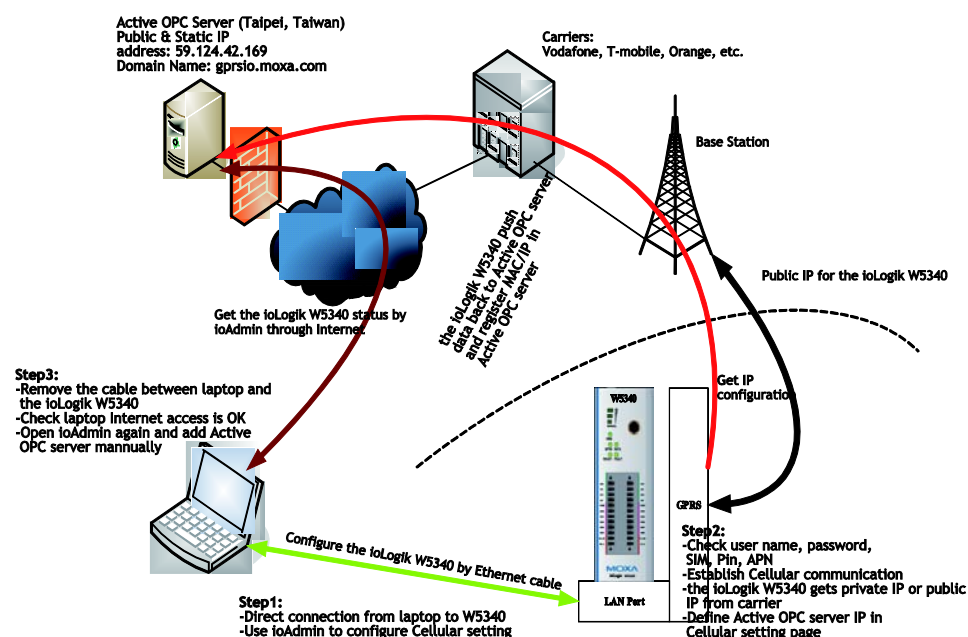 Active OPC Server (Taipei, Taiwan)
Public & Static IP
address: 59.124.42.169
Domain Name: gprsio.moxa.com
Carriers:
Vodafone, T-mobile, Orange, etc.
Base Station
the ioLogik W5340 push
data back to Active OPC server
and register MAC/IP in
Active OPC server
Public IP for the ioLogik W5340
Get the ioLogik W5340 status by
ioAdmin through Internet
Get IP
configuration
Step3:
-Remove the cable between laptop and
the ioLogik W5340
-Check laptop Internet access is OK
-Open ioAdmin again and add Active
OPC server mannually
W5340
GPRS
MOXA
LAN Port
Configure the ioLogik W5340 by Ethernet cable
Step2:
-Check user name, password,
SIM, Pin, APN
-Establish Cellular communication
-the ioLogik W5340 gets private IP or public
IP from carrier
-Define Active OPC server IP in
Cellular setting page
Step1:
-Direct connection from laptop to W5340
-Use ioAdmin to configure Cellular setting